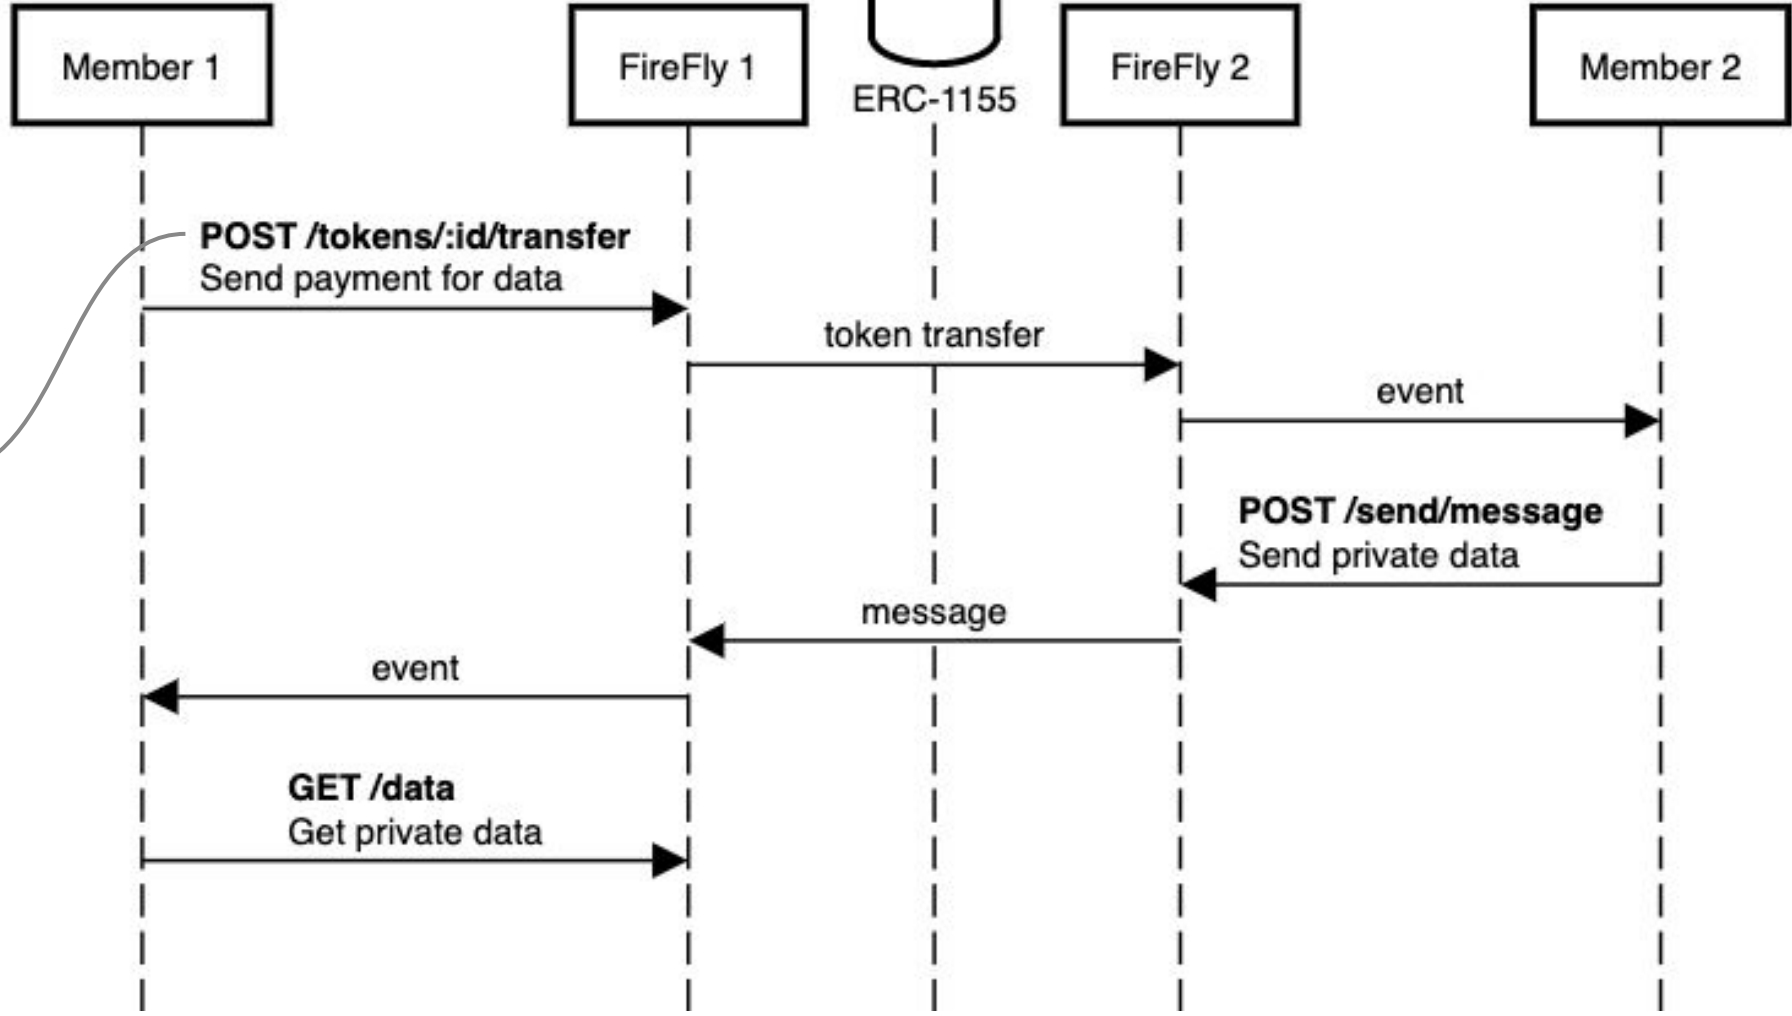 Member 1
FireFly 1
ERC-1155
FireFly 2
Member 2
POST /tokens/:id/transfer
Send payment for data
token transfer
event
POST /send/message
Send private data
message
event
GET /data
Get private data